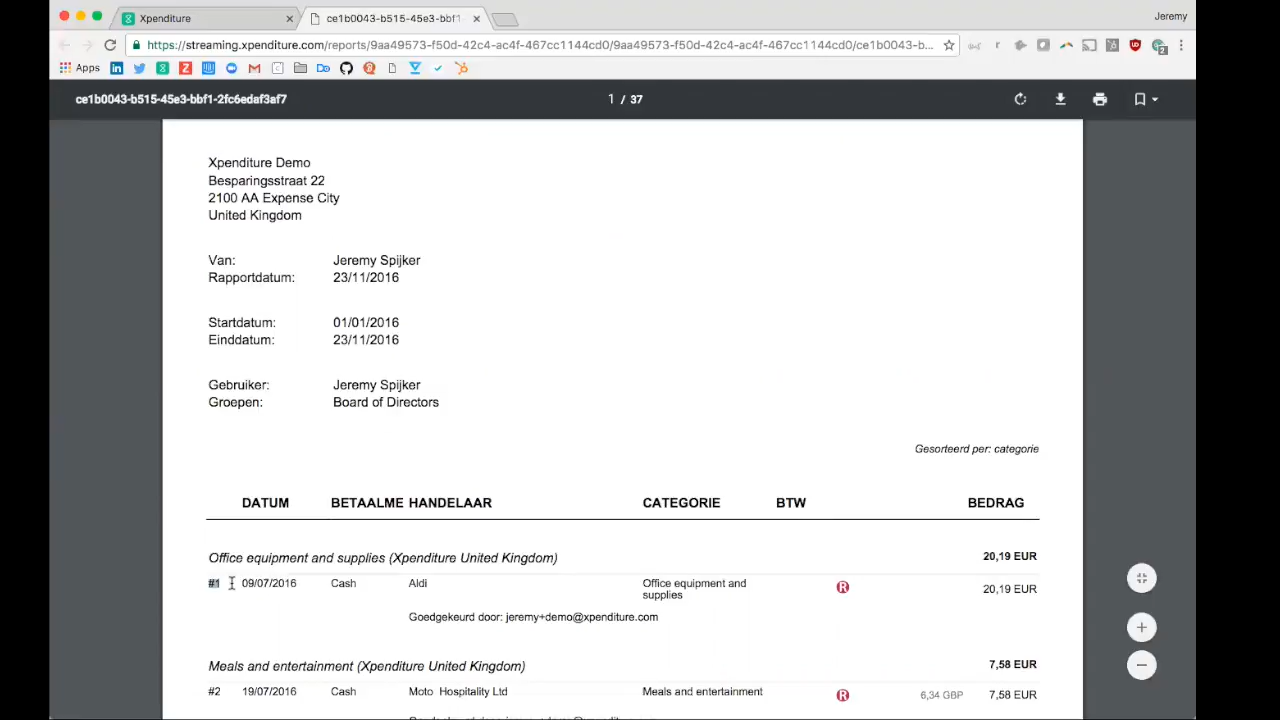 Jeremy
Xpenditure
ce1b0043-b515-45e3-bbf1
https://streaming.xpenditure.com/reports/9aa49573-f50d-42c4-ac4f-467cc1144cd0/9aa49573-f50d-42c4-ac4f-467cc1144cd0/ce1b0043-b...
Apps
ce1b0043-b515-45e3-bbf1-2fc6edaf3af7
1 / 37
Xpenditure Demo
Besparingsstraat 22
2100 AA Expense City
United Kingdom
Van: Jeremy Spijker
Rapportdatum: 23/11/2016
Startdatum: 01/01/2016
Einddatum: 23/11/2016
Gebruiker: Jeremy Spijker
Groepen: Board of Directors
Gesorteerd per: categorie
DATUM BETAALME HANDELAAR CATEGORIE BTW BEDRAG
Office equipment and supplies (Xpenditure United Kingdom) 20,19 EUR
#1 09/07/2016 Cash Aldi Office equipment and supplies R 20,19 EUR
Goedgekeurd door: jeremy+demo@xpenditure.com
Meals and entertainment (Xpenditure United Kingdom) 7,58 EUR
#2 19/07/2016 Cash Moto Hospitality Ltd Meals and entertainment R 6,34 GBP 7,58 EUR